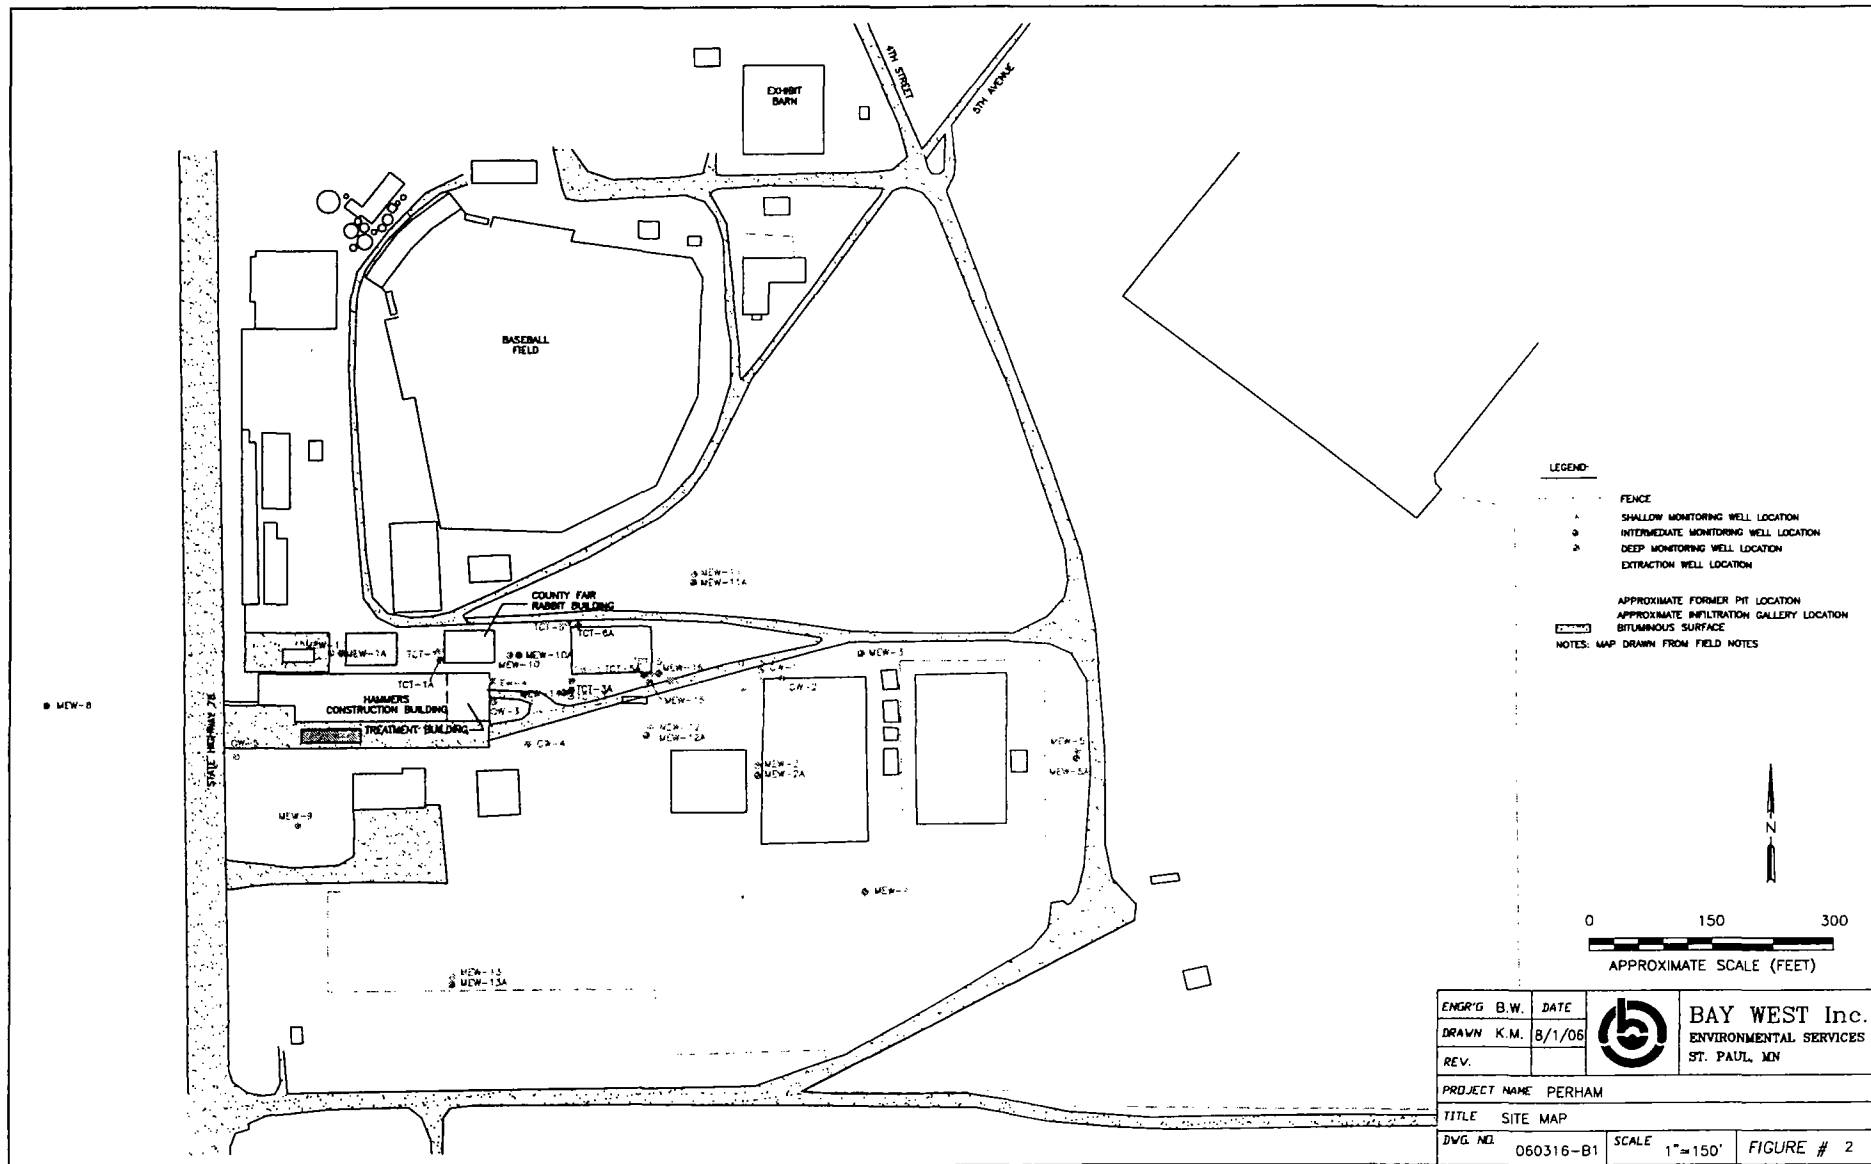 4TH STREET
5TH AVENUE
EXHIBIT
BARN
BASEBALL
FIELD
LEGEND
FENCE
SHALLOW MONITORING WELL LOCATION
INTERMEDIATE MONITORING WELL LOCATION
DEEP MONITORING WELL LOCATION
EXTRACTION WELL LOCATION
APPROXIMATE FORMER PIT LOCATION
APPROXIMATE INFILTRATION GALLERY LOCATION
BITUMINOUS SURFACE
NOTES: MAP DRAWN FROM FIELD NOTES
MEW-11
MEW-11A
COUNTY FAIR
RABBIT BUILDING
TCT-6A
MEW-1A
MEW-10A
MEW-10
MEW-3
TCT-1A
TCT-3A
MEW-16
MEW-15
GW-1
GW-2
HAMMERS
CONSTRUCTION BUILDING
GW-3
TREATMENT BUILDING
GW-4
MEW-8
STATE HIGHWAY 78
MEW-12
MEW-12A
MEW-2
MEW-2A
MEW-5
MEW-5A
MEW-9
MEW-13
MEW-13A
N
0 150 300
APPROXIMATE SCALE (FEET)
ENGR'G B.W. DATE
DRAWN K.M. 8/1/06
REV.
BAY WEST Inc.
ENVIRONMENTAL SERVICES
ST. PAUL, MN
PROJECT NAME PERHAM
TITLE SITE MAP
DWG. NO. 060316-B1 SCALE 1"≈150' FIGURE # 2